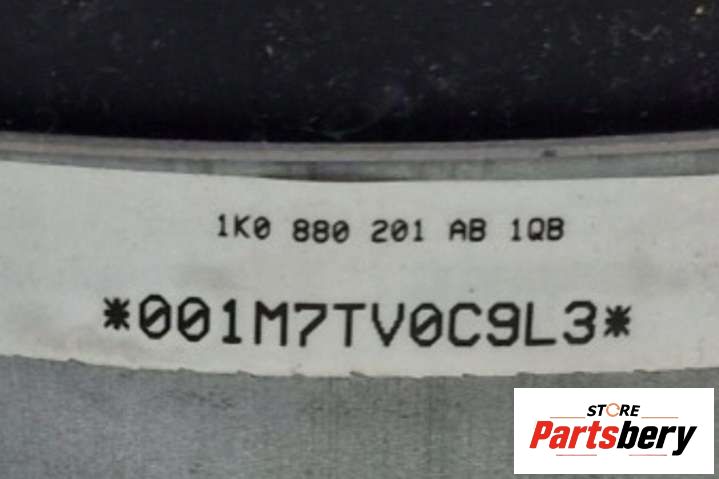 1K0 880 201 AB 1QB
*001M7TV0C9L3*
STORE
Partsbery